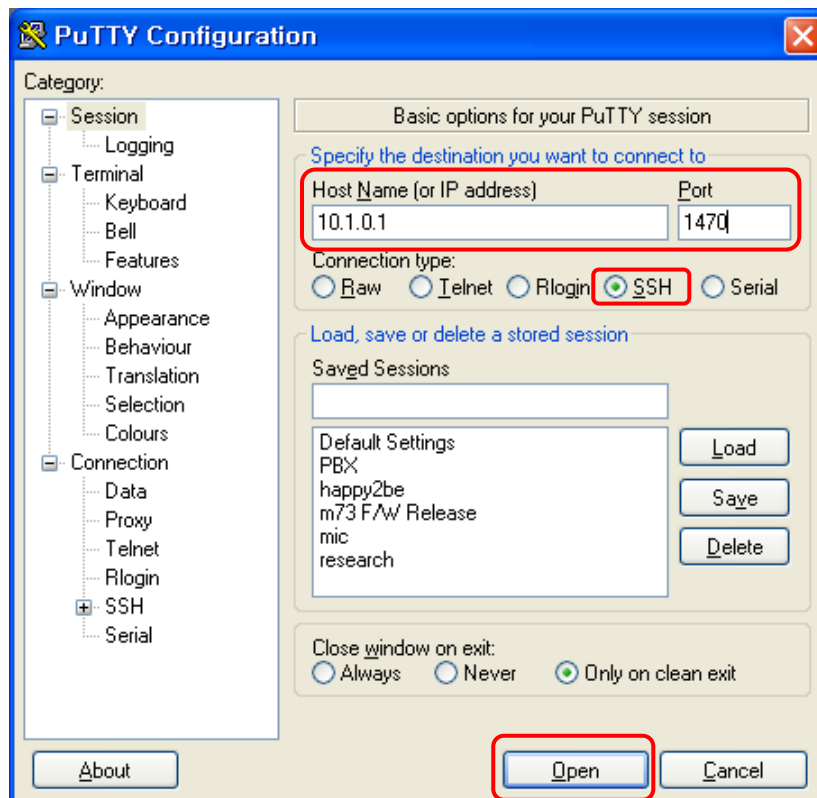 PuTTY Configuration
Category:
Session
Logging
Terminal
Keyboard
Bell
Features
Window
Appearance
Behaviour
Translation
Selection
Colours
Connection
Data
Proxy
Telnet
Rlogin
SSH
Serial
Basic options for your PuTTY session
Specify the destination you want to connect to
Host Name (or IP address) Port
10.1.0.1 1470
Connection type:
Raw Telnet Rlogin SSH Serial
Load, save or delete a stored session
Saved Sessions
Default Settings
PBX
happy2be
m73 F/W Release
mic
research
Load
Save
Delete
Close window on exit:
Always Never Only on clean exit
About Open Cancel